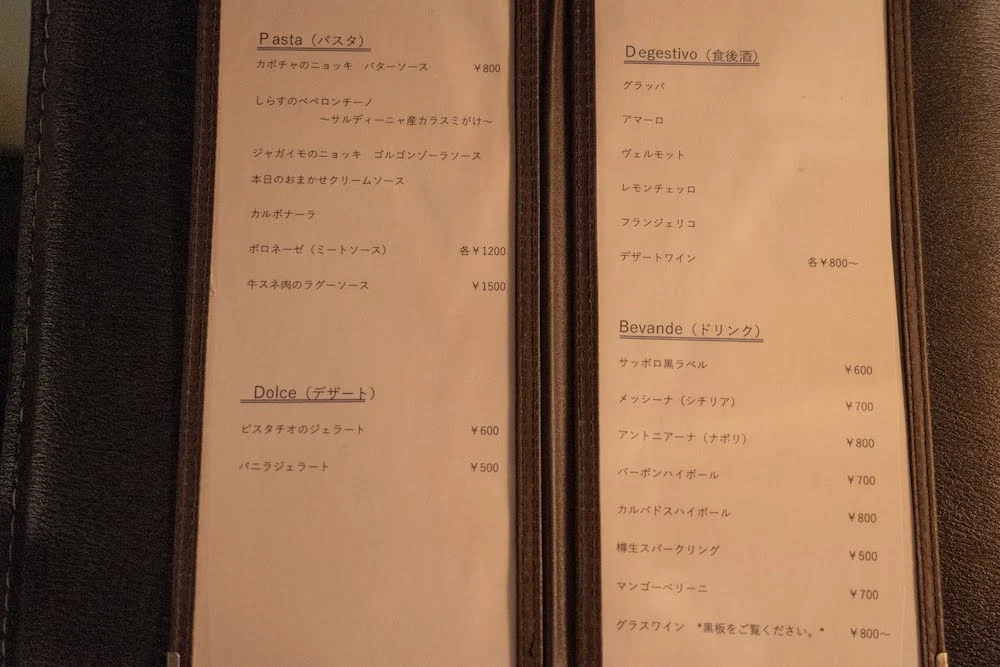 Pasta（パスタ）
カボチャのニョッキ　バターソース　￥800
しらすのペペロンチーノ
～サルディーニャ産カラスミがけ～
ジャガイモのニョッキ　ゴルゴンゾーラソース
本日のおまかせクリームソース
カルボナーラ
ボロネーゼ（ミートソース）　各￥1200
牛スネ肉のラグーソース　￥1500
Dolce（デザート）
ピスタチオのジェラート　￥600
バニラジェラート　￥500
Degestivo（食後酒）
グラッパ
アマーロ
ヴェルモット
レモンチェッロ
フランジェリコ
デザートワイン　各￥800～
Bevande（ドリンク）
サッポロ黒ラベル　￥600
メッシーナ（シチリア）　￥700
アントニアーナ（ナポリ）　￥800
バーボンハイボール　￥700
カルバドスハイボール　￥800
樽生スパークリング　￥500
マンゴーベリーニ　￥700
グラスワイン　*黒板をご覧ください。*　￥800～